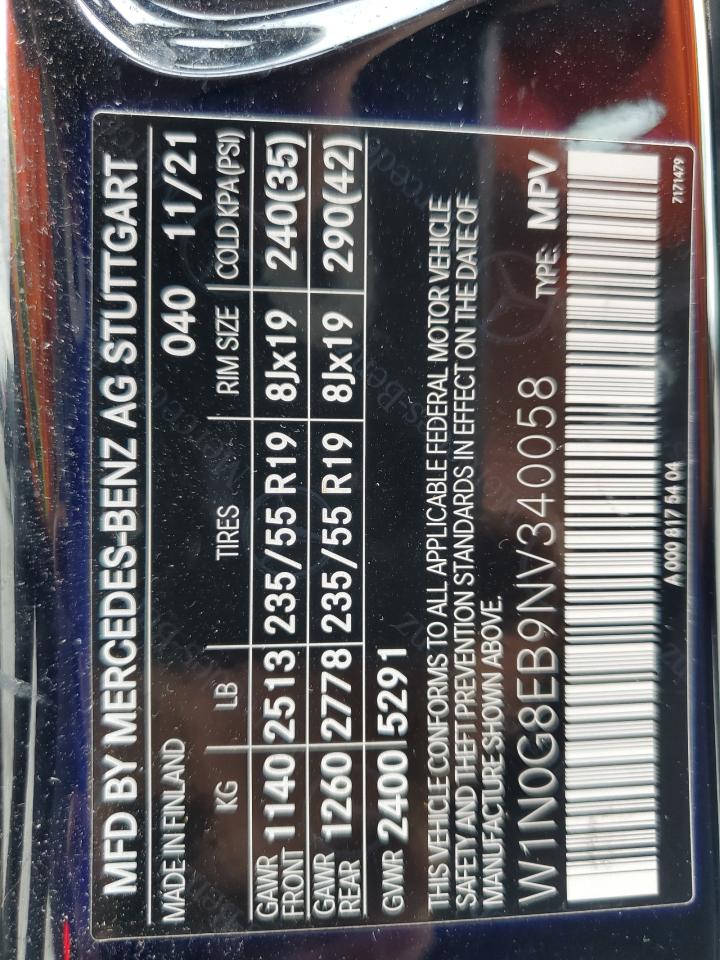 MFD BY MERCEDES-BENZ AG STUTTGART
MADE IN FINLAND 040 11/21
KG LB TIRES RIM SIZE COLD KPA(PSI)
GAWR FRONT 1140 2513 235/55 R19 8Jx19 240(35)
GAWR REAR 1260 2778 235/55 R19 8Jx19 290(42)
GVWR 2400 5291
THIS VEHICLE CONFORMS TO ALL APPLICABLE FEDERAL MOTOR VEHICLE
SAFETY AND THEFT PREVENTION STANDARDS IN EFFECT ON THE DATE OF
MANUFACTURE SHOWN ABOVE.
W1N0G8EB9NV340058 TYPE: MPV
A 000 817 54 04 7171479